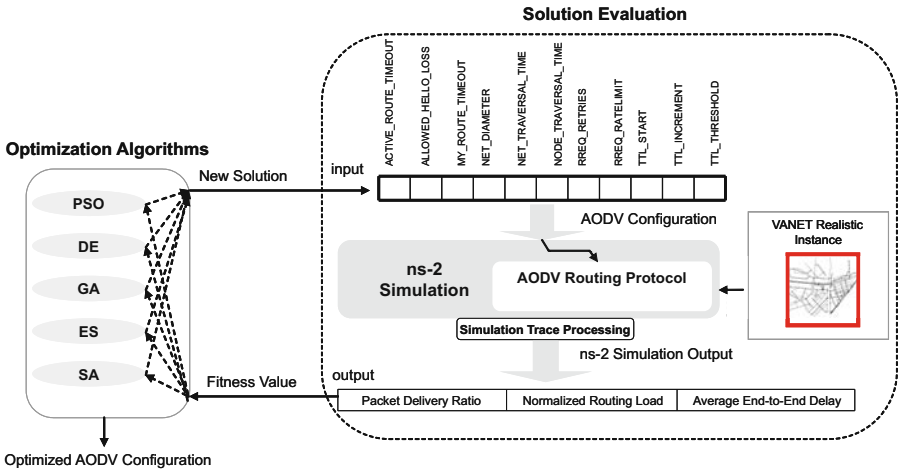 Solution Evaluation
ACTIVE_ROUTE_TIMEOUT
ALLOWED_HELLO_LOSS
MY_ROUTE_TIMEOUT
NET_DIAMETER
NET_TRAVERSAL_TIME
NODE_TRAVERSAL_TIME
RREQ_RETRIES
RREQ_RATELIMIT
TTL_START
TTL_INCREMENT
TTL_THRESHOLD
Optimization Algorithms
New Solution
input
PSO
DE
GA
ES
SA
AODV Configuration
VANET Realistic
Instance
ns-2
Simulation
AODV Routing Protocol
Simulation Trace Processing
ns-2 Simulation Output
Fitness Value
output
Packet Delivery Ratio
Normalized Routing Load
Average End-to-End Delay
Optimized AODV Configuration